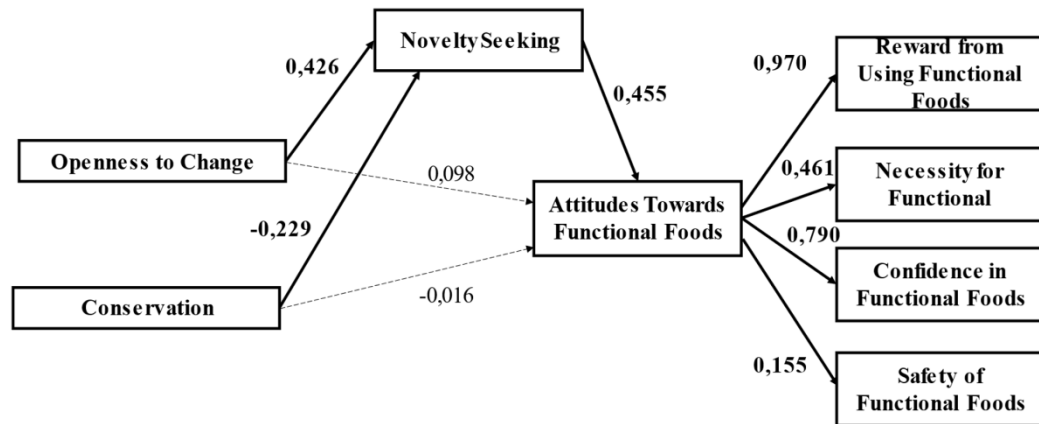 Novelty Seeking
0,426
0,455
Openness to Change
0,098
-0,229
Conservation
-0,016
Attitudes Towards
Functional Foods
0,970
Reward from
Using Functional
Foods
0,461
Necessity for
Functional
0,790
Confidence in
Functional Foods
0,155
Safety of
Functional Foods